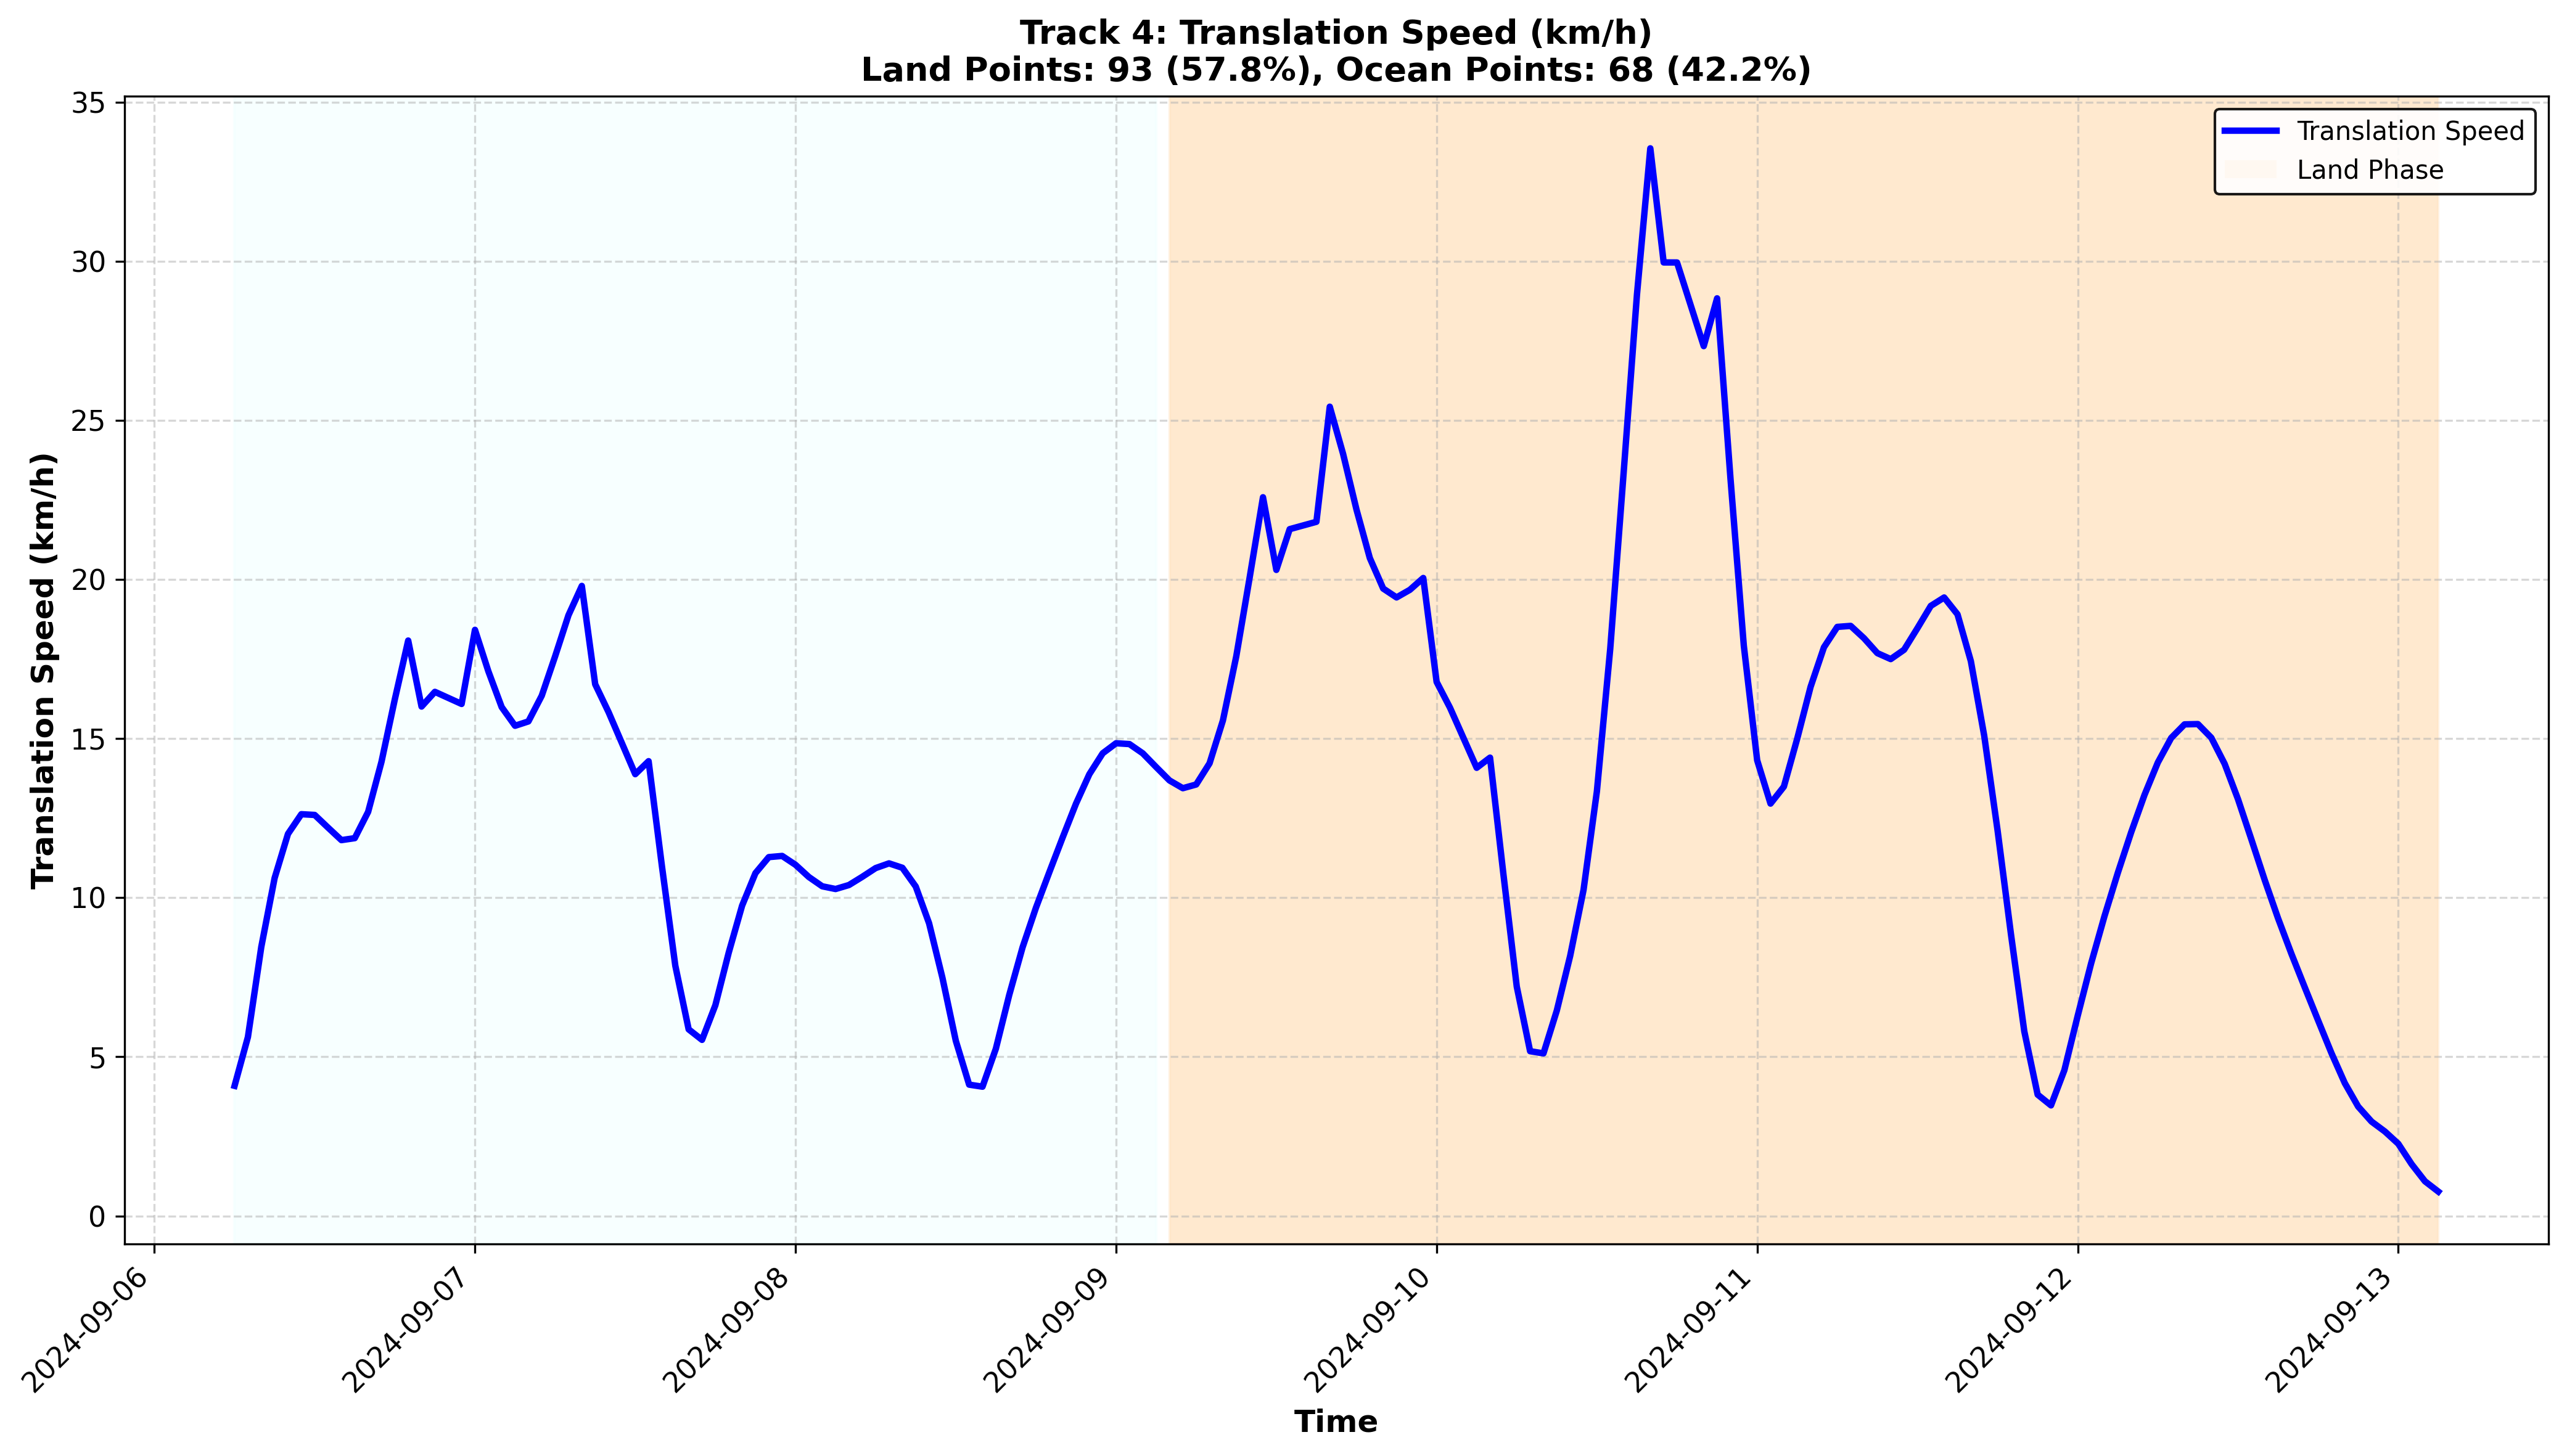 Track 4: Translation Speed (km/h)
Land Points: 93 (57.8%), Ocean Points: 68 (42.2%)
Translation Speed
Land Phase
Translation Speed (km/h)
35
30
25
20
15
10
5
0
2024-09-06
2024-09-07
2024-09-08
2024-09-09
2024-09-10
2024-09-11
2024-09-12
2024-09-13
Time